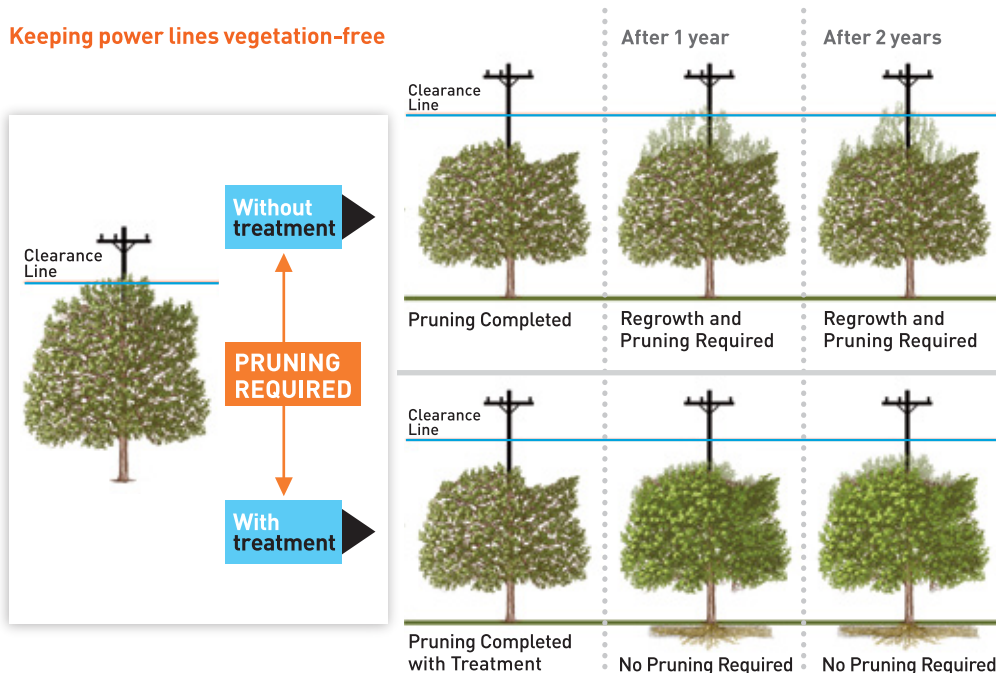 Keeping power lines vegetation-free
Clearance
Line
Without
treatment
PRUNING
REQUIRED
With
treatment
After 1 year
After 2 years
Clearance
Line
Pruning Completed
Regrowth and
Pruning Required
Regrowth and
Pruning Required
Clearance
Line
Pruning Completed
with Treatment
No Pruning Required
No Pruning Required